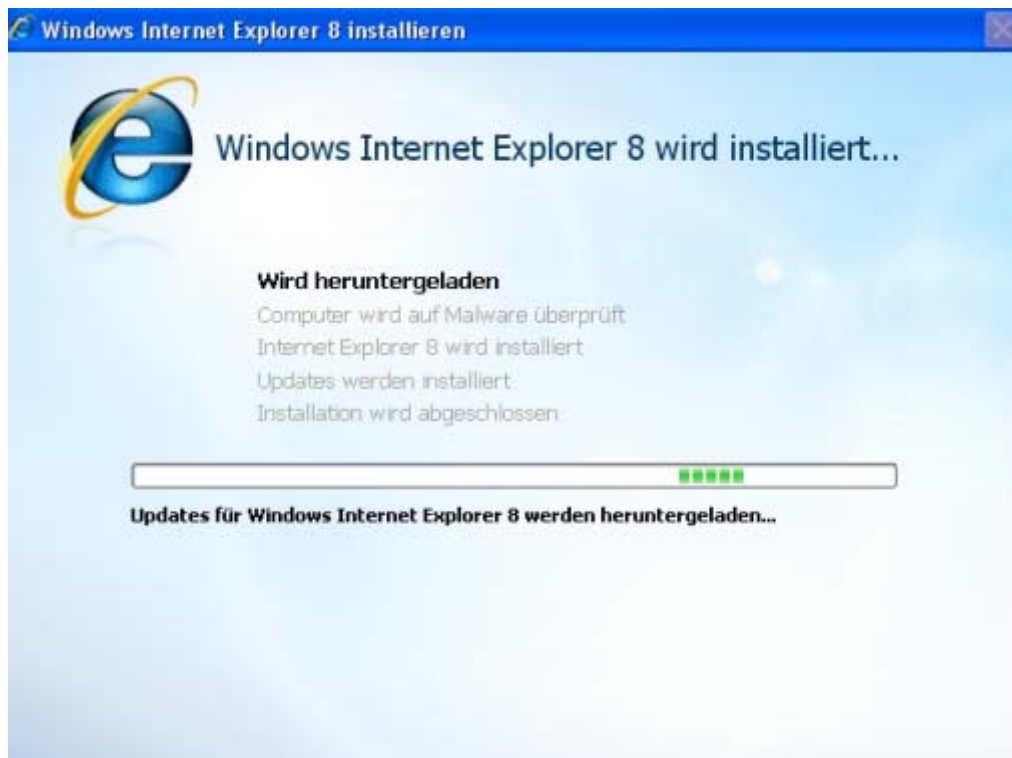 Windows Internet Explorer 8 installieren
Windows Internet Explorer 8 wird installiert...
Wird heruntergeladen
Computer wird auf Malware überprüft
Internet Explorer 8 wird installiert
Updates werden installiert
Installation wird abgeschlossen
Updates für Windows Internet Explorer 8 werden heruntergeladen...